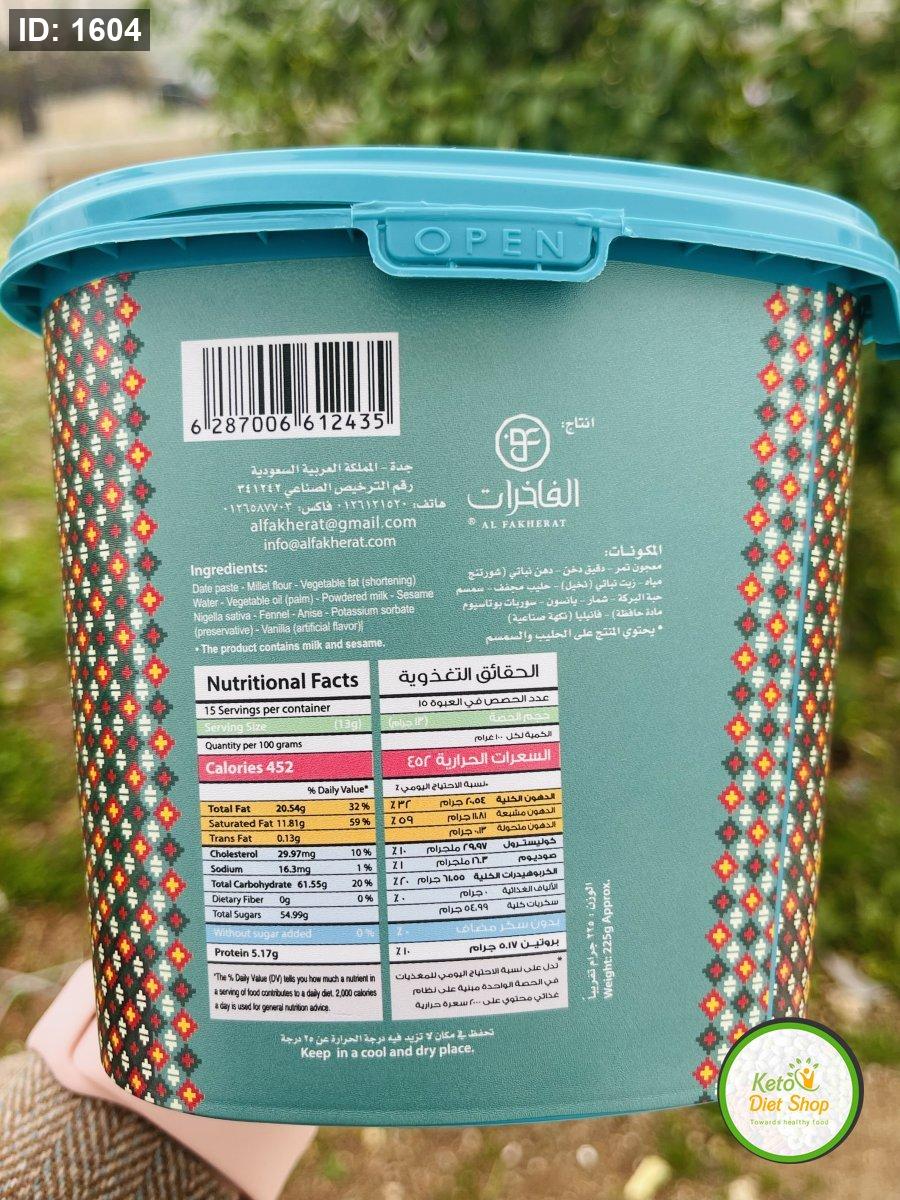 ID: 1604
OPEN
6 287006 612435
انتاج:
الفاخرات
® AL FAKHERAT
جدة - المملكة العربية السعودية
رقم الترخيص الصناعي ٣٤١٢٤٢
هاتف: ٠١٢٦١٢١٥٢٠ فاكس: ٠١٢٦٥٨٧٧٠٢
alfakherat@gmail.com
info@alfakherat.com
Ingredients:
Date paste - Millet flour - Vegetable fat (shortening)
Water - Vegetable oil (palm) - Powdered milk - Sesame
Nigella sativa - Fennel - Anise - Potassium sorbate
(preservative) - Vanilla (artificial flavor)|
• The product contains milk and sesame.
المكونات:
معجون تمر - دقيق دخن - دهن نباتي (شورتنج
مياه - زيت نباتي (نخيل) - حليب مجفف - سمسم
حبة البركة - شمار - يانسون - سوربات بوتاسيوم
مادة حافظة) - فانيليا (نكهة صناعية)
• يحتوي المنتج على الحليب والسمسم
Nutritional Facts
15 Servings per container
Serving Size (13g)
Quantity per 100 grams
Calories 452
% Daily Value*
Total Fat 20.54g 32 %
Saturated Fat 11.81g 59 %
Trans Fat 0.13g
Cholesterol 29.97mg 10 %
Sodium 16.3mg 1 %
Total Carbohydrate 61.55g 20 %
Dietary Fiber 0g 0 %
Total Sugars 54.99g
Without sugar added 0 %
Protein 5.17g
*The % Daily Value (DV) tells you how much a nutrient in
a serving of food contributes to a daily diet. 2,000 calories
a day is used for general nutrition advice.
الحقائق التغذوية
عدد الحصص في العبوة ١٥
حجم الحصة (١٣ جرام)
الكمية لكل ١٠٠ غرام
السعرات الحرارية ٤٥٢
نسبة الاحتياج اليومي ٪*
الدهون الكلية ٢٠،٥٤ جرام ٣٢ ٪
الدهون مشبعة ١١،٨١ جرام ٥٩ ٪
الدهون متحولة ٠،١٣ جرام
كوليسترول ٢٩،٩٧ ملجرام ١٠ ٪
صوديوم ١٦،٣ ملجرام ١ ٪
الكربوهيدرات الكلية ٦١،٥٥ جرام ٢٠ ٪
الألياف الغذائية ٠ جرام ٠ ٪
سكريات كلية ٥٤،٩٩ جرام
بدون سكر مضاف ٠ ٪
بروتين ٥،١٧ جرام ١٠ ٪
*تدل على نسبة الاحتياج اليومي للمغذيات
في الحصة الواحدة مبنية على نظام
غذائي محتوي على ٢٠٠٠ سعرة حرارية
الوزن : ٢٢٥ جرام تقريباً
Weight: 225g Approx.
تحفظ في مكان لا تزيد فيه درجة الحرارة عن ٢٥ درجة
Keep in a cool and dry place.
Keto
Diet Shop
Towards healthy food